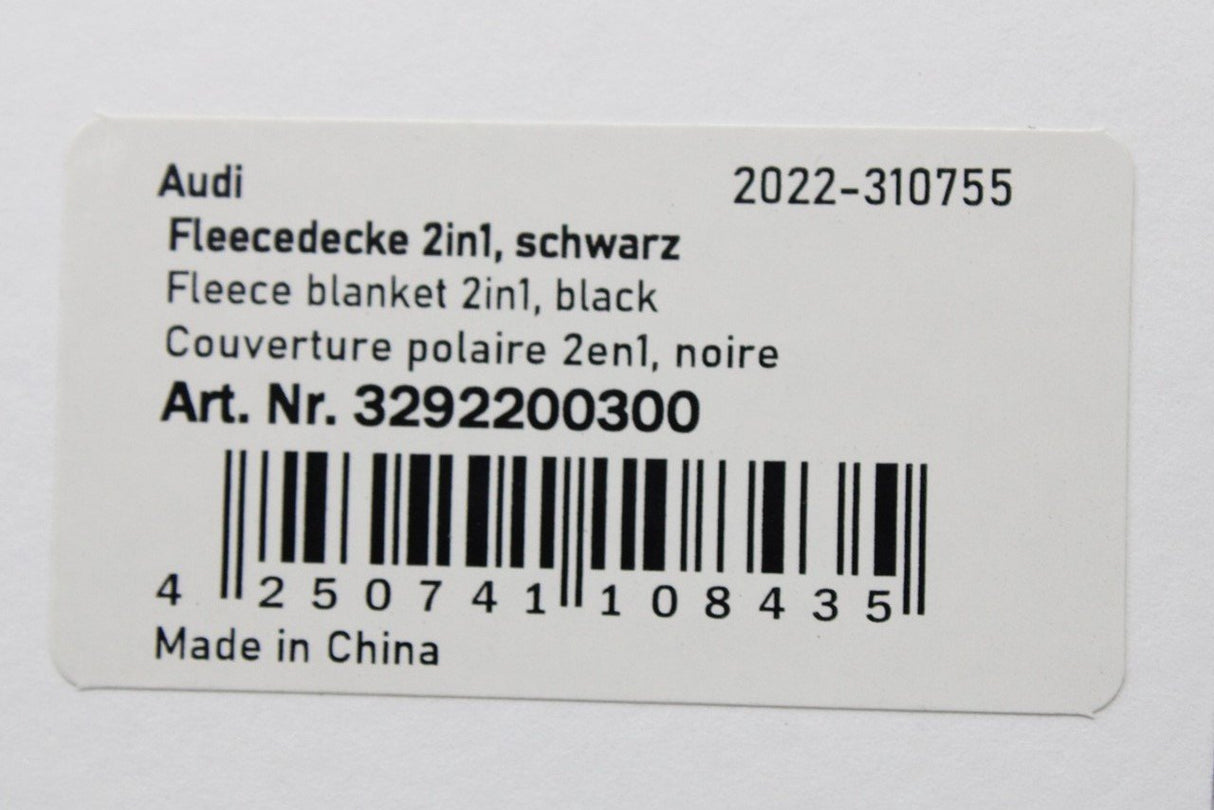 Audi 2022-310755
Fleecedecke 2in1, schwarz
Fleece blanket 2in1, black
Couverture polaire 2en1, noire
Art. Nr. 3292200300
4 250741 108435
Made in China